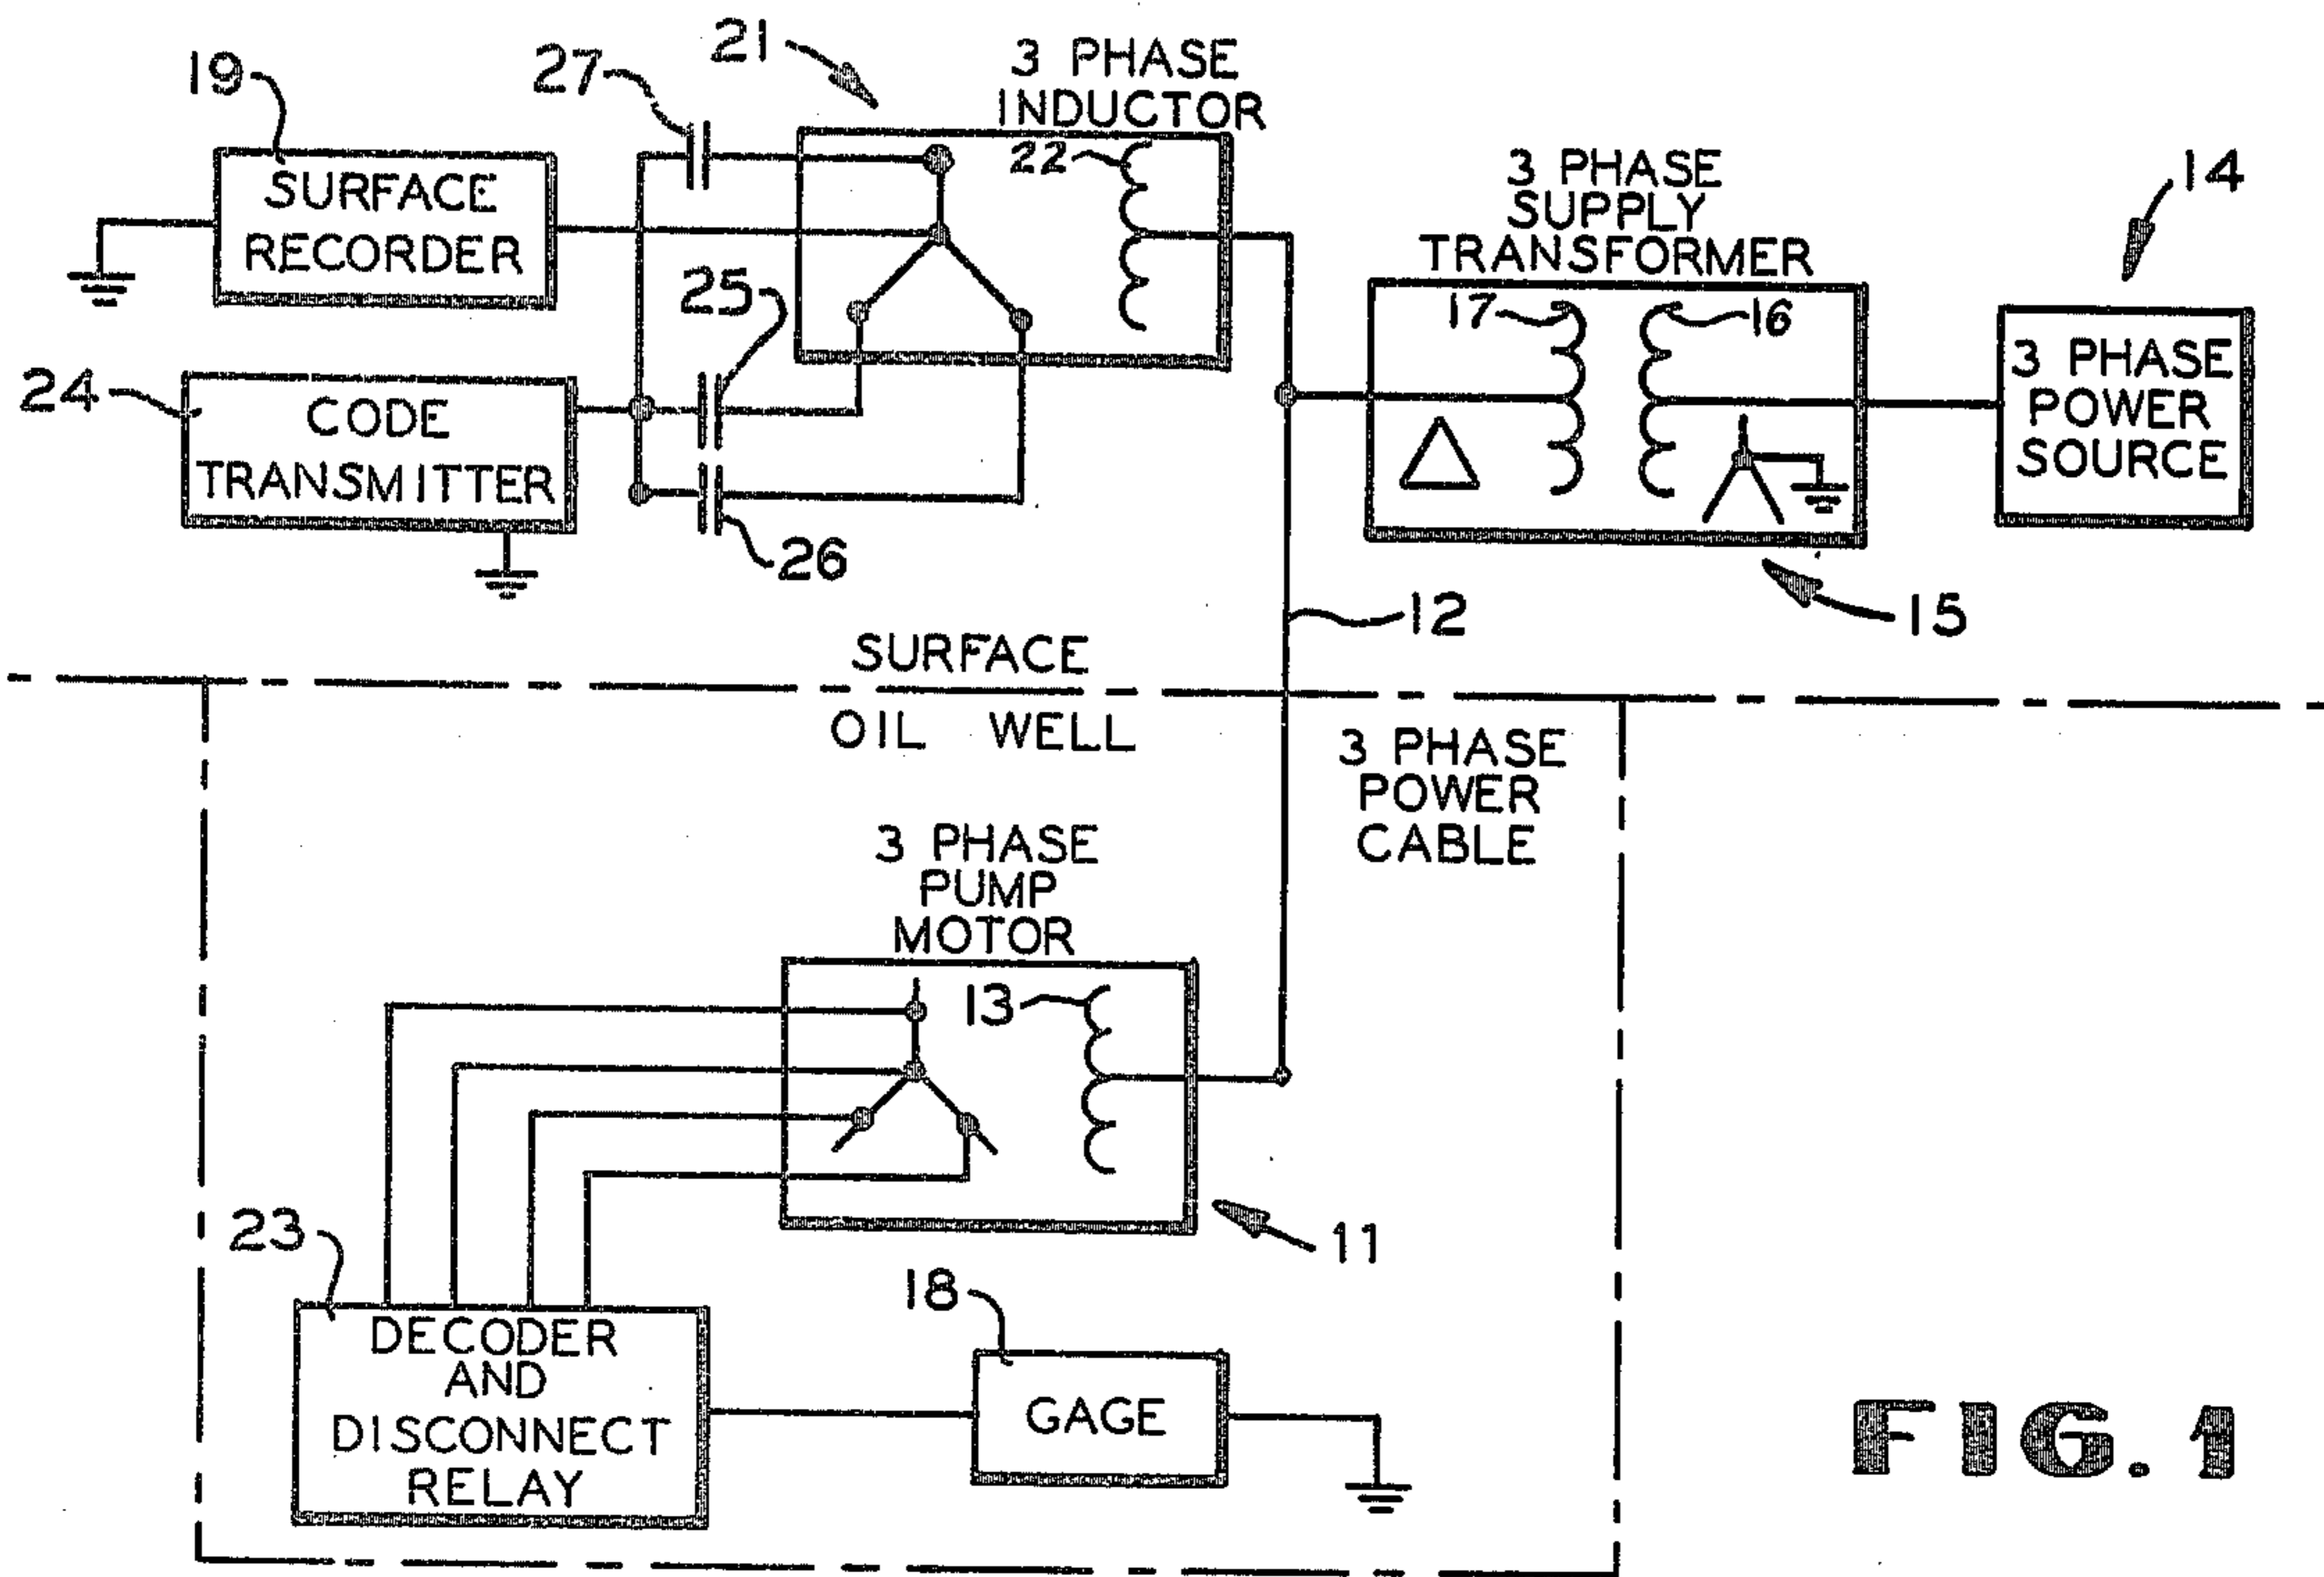 21
3 PHASE
INDUCTOR
27
19
22
SURFACE
RECORDER
3 PHASE
SUPPLY
TRANSFORMER
14
25
17
16
3 PHASE
POWER
SOURCE
24
CODE
TRANSMITTER
26
12
15
SURFACE
OIL WELL
3 PHASE
POWER
CABLE
3 PHASE
PUMP
MOTOR
13
11
23
18
DECODER
AND
DISCONNECT
RELAY
GAGE
FIG. 1